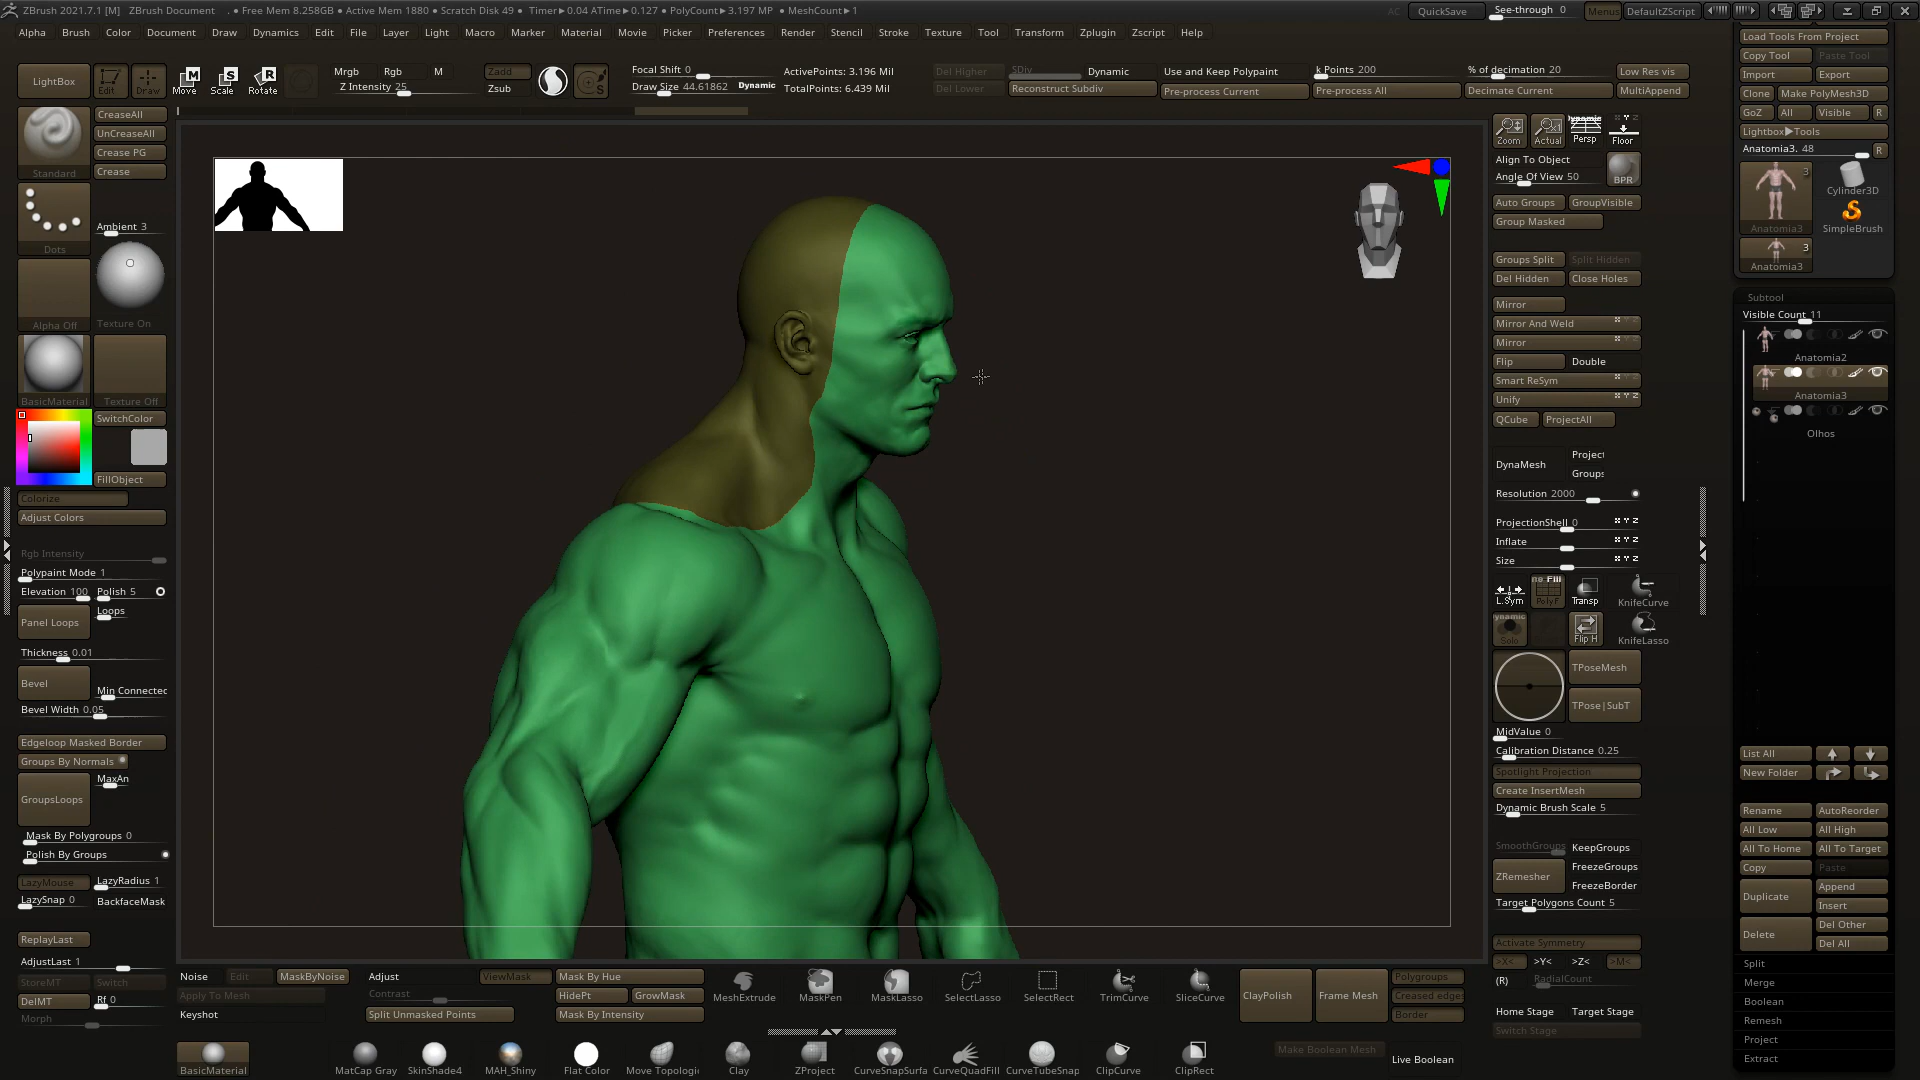 ZBrush 2021.7.1 [M] ZBrush Document . ● Free Mem 8.258GB ● Active Mem 1880 ● Scratch Disk 49 ● Timer▶0.04 ATime▶0.127 ● PolyCount▶3.197 MP ● MeshCount▶1 AC QuickSave See-through 0 Menus DefaultZScript
Alpha Brush Color Document Draw Dynamics Edit File Layer Light Macro Marker Material Movie Picker Preferences Render Stencil Stroke Texture Tool Transform Zplugin Zscript Help
LightBox Edit Draw Move Scale Rotate
Mrgb Rgb M
Z Intensity 25
Zadd
Zsub
Focal Shift 0
Draw Size 44.61862 Dynamic
ActivePoints: 3.196 Mil
TotalPoints: 6.439 Mil
Del Higher
Del Lower
SDiv Dynamic
Reconstruct Subdiv
Use and Keep Polypaint
Pre-process Current
k Points 200
Pre-process All
% of decimation 20
Decimate Current
Low Res vis
MultiAppend
Standard
CreaseAll
UnCreaseAll
Crease PG
Crease
Dots
Ambient 3
Alpha Off
Texture On
BasicMaterial
Texture Off
SwitchColor
FillObject
Colorize
Adjust Colors
Rgb Intensity
Polypaint Mode 1
Elevation 100 Polish 5
Panel Loops Loops
Thickness 0.01
Bevel
Min Connected
Bevel Width 0.05
Edgeloop Masked Border
Groups By Normals
GroupsLoops MaxAn
Mask By Polygroups 0
Polish By Groups
LazyMouse LazyRadius 1
LazySnap 0 BackfaceMask
ReplayLast
AdjustLast 1
StoreMT Switch
DelMT Rf 0
Morph
Zoom Actual Persp Floor
Align To Object
Angle Of View 50
BPR
Auto Groups GroupVisible
Group Masked
Groups Split Split Hidden
Del Hidden Close Holes
Mirror
Mirror And Weld
Mirror
Flip Double
Smart ReSym
Unify
QCube ProjectAll
DynaMesh
Project
Groups
Resolution 2000
ProjectionShell 0
Inflate
Size
L.Sym PolyF Transp KnifeCurve
Dynamic
Solo Flip H KnifeLasso
TPoseMesh
TPose|SubT
MidValue 0
Calibration Distance 0.25
Spotlight Projection
Create InsertMesh
Dynamic Brush Scale 5
SmoothGroups KeepGroups
ZRemesher
FreezeGroups
FreezeBorder
Target Polygons Count 5
Activate Symmetry
>X< >Y< >Z< >M<
(R) RadialCount
Home Stage Target Stage
Switch Stage
Load Tools From Project
Copy Tool Paste Tool
Import Export
Clone Make PolyMesh3D
GoZ All Visible R
Lightbox▶Tools
Anatomia3. 48 R
3
Anatomia3
Cylinder3D
SimpleBrush
3
Anatomia3
Subtool
Visible Count 11
Anatomia2
Anatomia3
Olhos
List All
New Folder
Rename AutoReorder
All Low All High
All To Home All To Target
Copy Paste
Duplicate
Append
Insert
Delete
Del Other
Del All
Split
Merge
Boolean
Remesh
Project
Extract
Noise Edit MaskByNoise
Apply To Mesh
Keyshot
Adjust ViewMask
Contrast
Split Unmasked Points
Mask By Hue
HidePt GrowMask
Mask By Intensity
MeshExtrude MaskPen MaskLasso SelectLasso SelectRect TrimCurve SliceCurve
ClayPolish Frame Mesh
Polygroups
Creased edges
Border
BasicMaterial MatCap Gray SkinShade4 MAH_Shiny Flat Color Move Topologic Clay ZProject CurveSnapSurfa CurveQuadFill CurveTubeSnap ClipCurve ClipRect
Make Boolean Mesh
Live Boolean